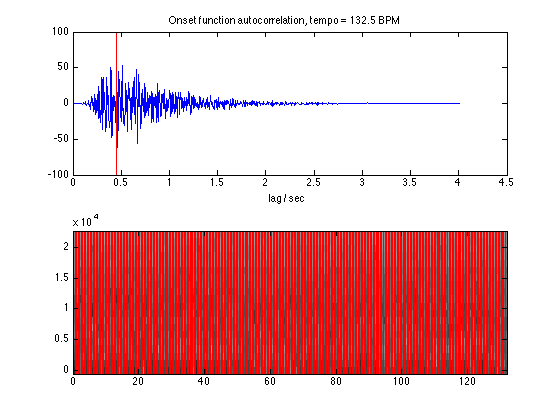 Onset function autocorrelation, tempo = 132.5 BPM
100
50
0
-50
-100
0 0.5 1 1.5 2 2.5 3 3.5 4 4.5
lag / sec
x 10^4
2
1.5
1
0.5
0
0 20 40 60 80 100 120